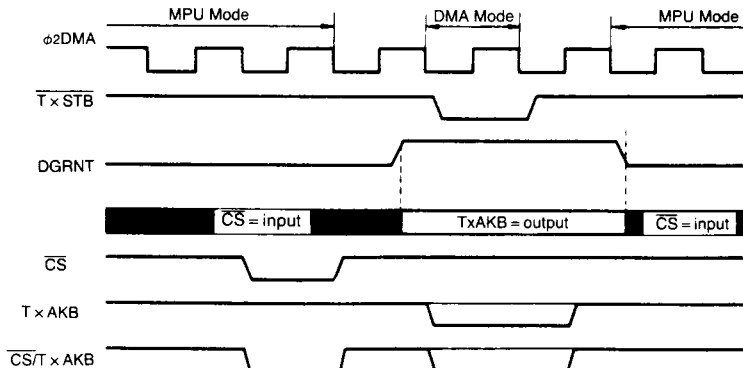 MPU Mode
DMA Mode
MPU Mode
φ2DMA
T×STB
DGRNT
CS = input
TxAKB = output
CS = input
CS
T×AKB
CS/T×AKB